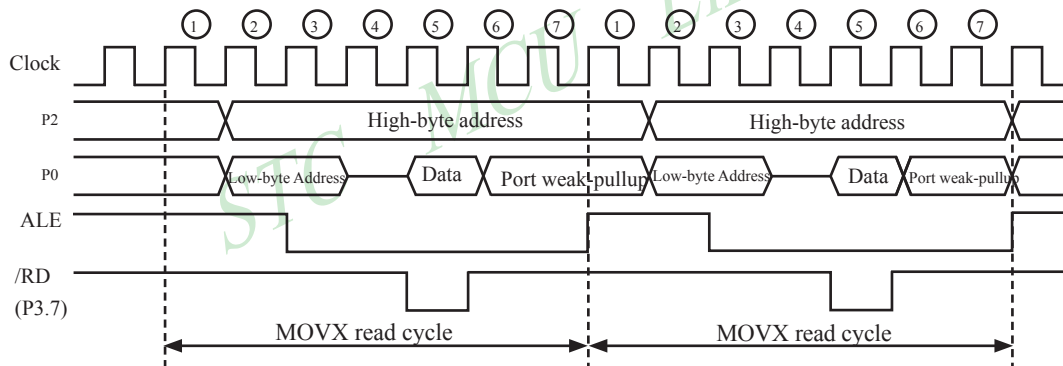 ① ② ③ ④ ⑤ ⑥ ⑦ ① ② ③ ④ ⑤ ⑥ ⑦
Clock
P2 High-byte address High-byte address
P0 Low-byte Address Data Port weak-pullup Low-byte Address Data Port weak-pullup
ALE
/RD
(P3.7)
MOVX read cycle MOVX read cycle
STC MCU